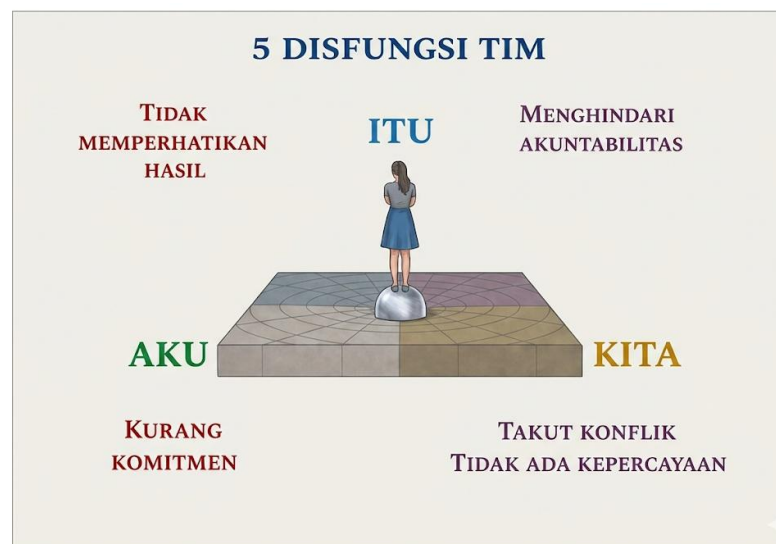 5 DISFUNGSI TIM
TIDAK
MEMPERHATIKAN
HASIL
ITU
MENGHINDARI
AKUNTABILITAS
AKU
KITA
KURANG
KOMITMEN
TAKUT KONFLIK
TIDAK ADA KEPERCAYAAN